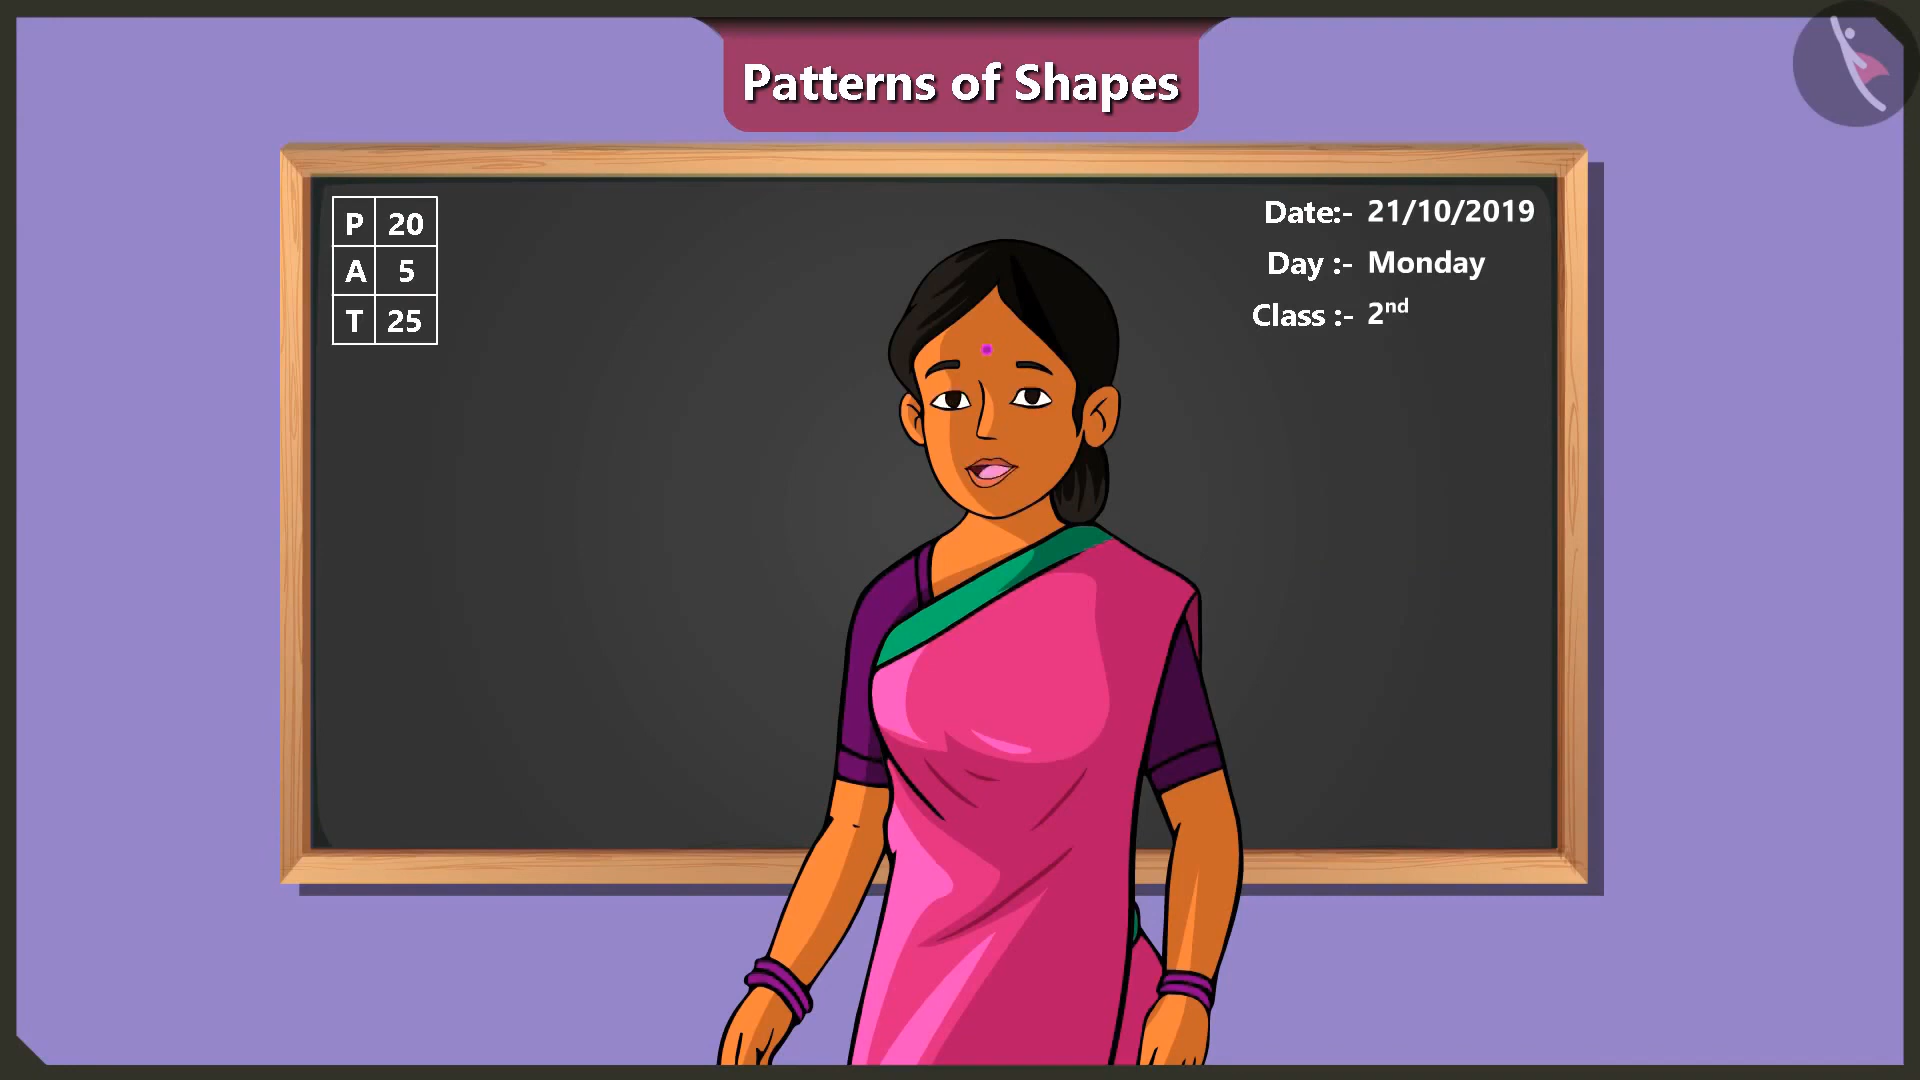 Patterns of Shapes
P 20
A 5
T 25
Date:- 21/10/2019
Day :- Monday
Class :- 2nd